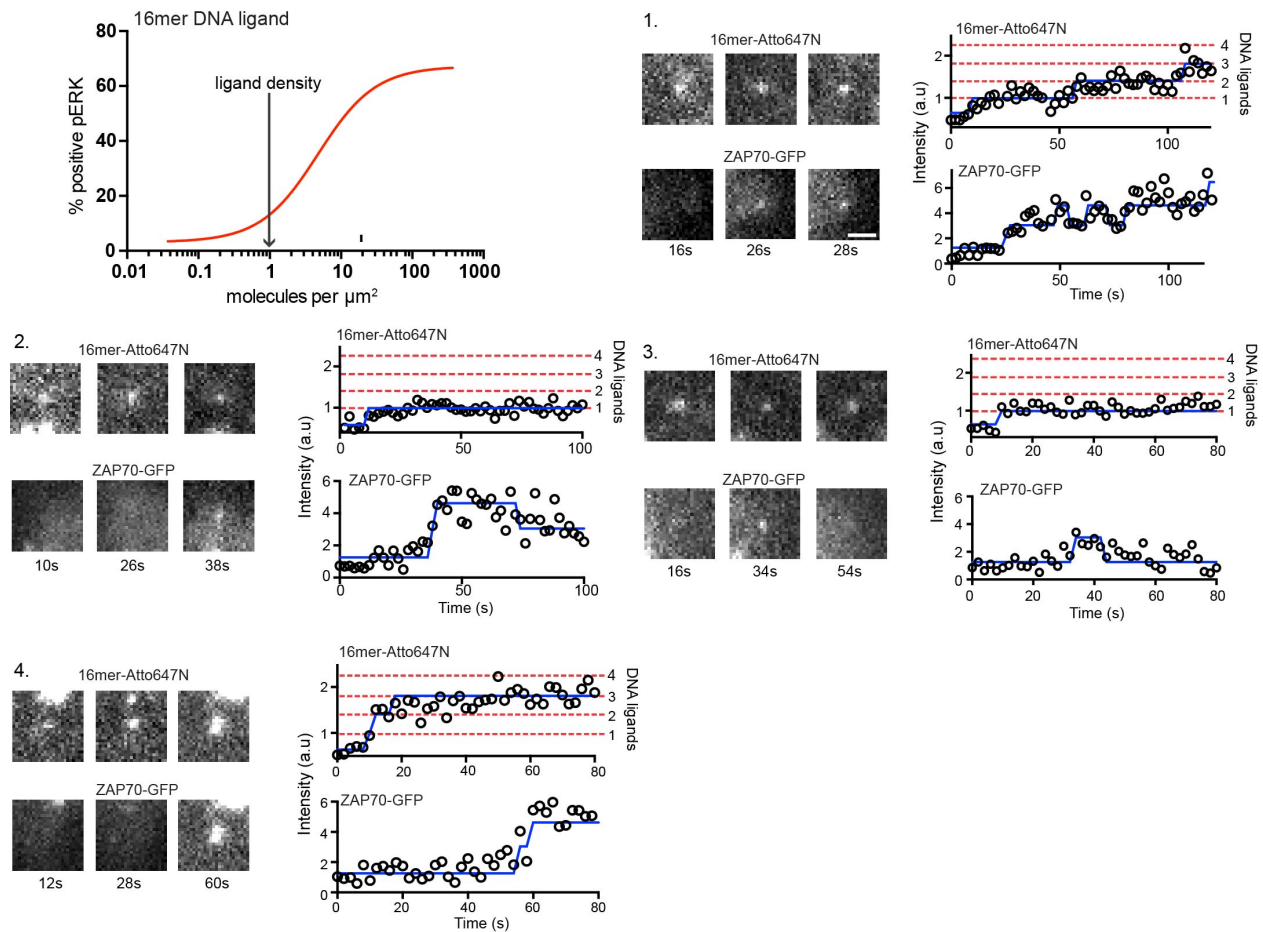 16mer DNA ligand
80
60
40
20
0
% positive pERK
ligand density
0.01 0.1 1 10 100 1000
molecules per µm²
1.
16mer-Atto647N
ZAP70-GFP
16s 26s 28s
16mer-Atto647N
2
1
4
3
2
1
DNA ligands
0 50 100
Intensity (a.u)
ZAP70-GFP
6
4
2
0
0 50 100
Time (s)
2.
16mer-Atto647N
ZAP70-GFP
10s 26s 38s
16mer-Atto647N
2
1
4
3
2
1
DNA ligands
0 50 100
Intensity (a.u)
ZAP70-GFP
6
4
2
0
0 50 100
Time (s)
3.
16mer-Atto647N
ZAP70-GFP
16s 34s 54s
16mer-Atto647N
2
1
4
3
2
1
DNA ligands
0 20 40 60 80
Intensity (a.u)
ZAP70-GFP
6
4
2
0
0 20 40 60 80
Time (s)
4.
16mer-Atto647N
ZAP70-GFP
12s 28s 60s
16mer-Atto647N
2
1
4
3
2
1
DNA ligands
0 20 40 60 80
Intensity (a.u)
ZAP70-GFP
6
4
2
0
0 20 40 60 80
Time (s)